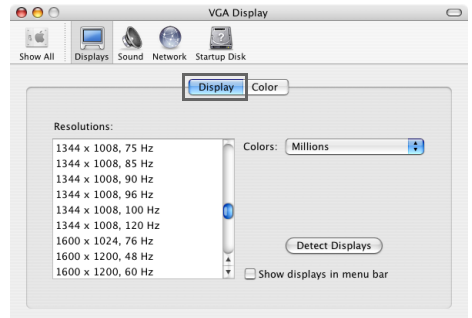 VGA Display
Show All Displays Sound Network Startup Disk
Display Color
Resolutions:
1344 x 1008, 75 Hz
1344 x 1008, 85 Hz
1344 x 1008, 90 Hz
1344 x 1008, 96 Hz
1344 x 1008, 100 Hz
1344 x 1008, 120 Hz
1600 x 1024, 76 Hz
1600 x 1200, 48 Hz
1600 x 1200, 60 Hz
Colors: Millions
Detect Displays
Show displays in menu bar